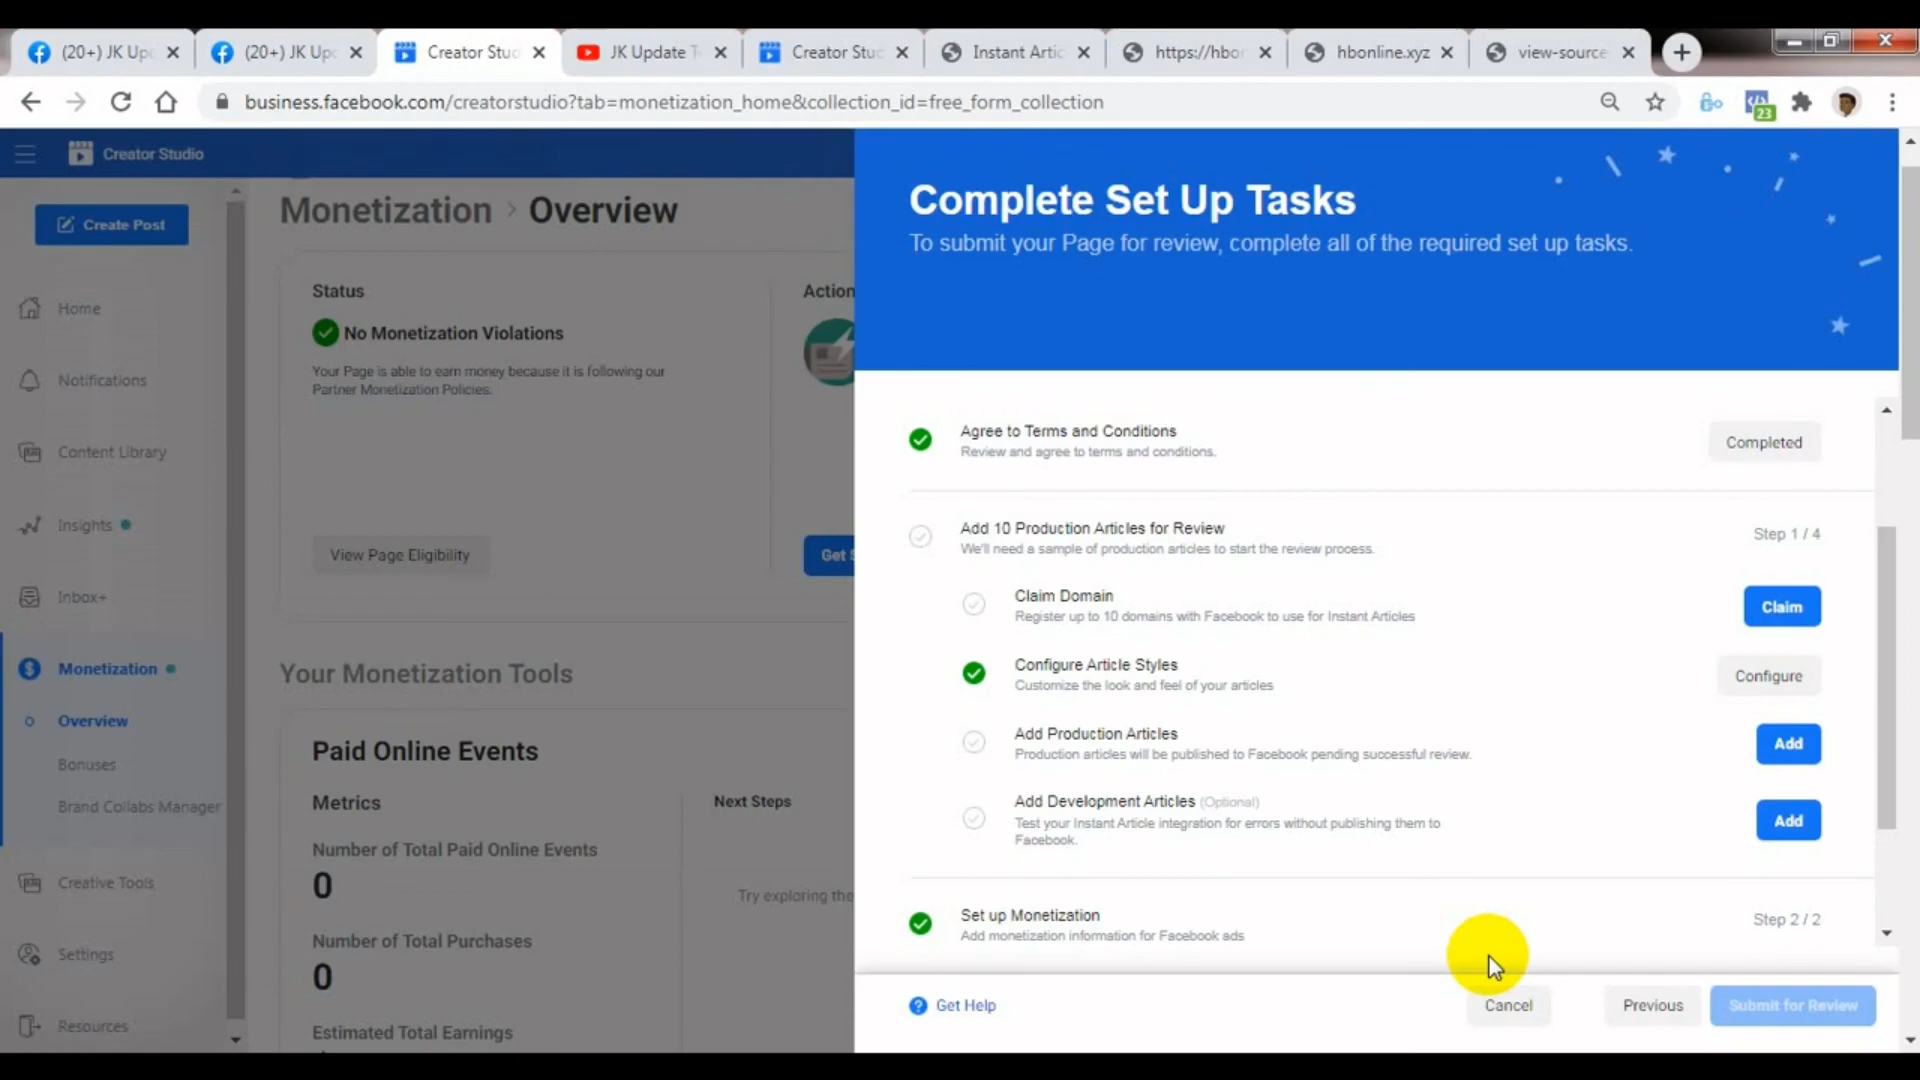 (20+) JK Up
(20+) JK Up
Creator Stu
JK Update T
Creator Stu
Instant Artic
https://hbor
hbonline.xyz
view-source
business.facebook.com/creatorstudio?tab=monetization_home&collection_id=free_form_collection
23
Creator Studio
Create Post
Home
Notifications
Content Library
Insights
Inbox+
Monetization
Overview
Bonuses
Brand Collabs Manager
Creative Tools
Settings
Resources
Monetization > Overview
Status
No Monetization Violations
Your Page is able to earn money because it is following our
Partner Monetization Policies.
View Page Eligibility
Action
Get S
Your Monetization Tools
Paid Online Events
Metrics
Next Steps
Number of Total Paid Online Events
0
Try exploring the
Number of Total Purchases
0
Estimated Total Earnings
Complete Set Up Tasks
To submit your Page for review, complete all of the required set up tasks.
Agree to Terms and Conditions
Review and agree to terms and conditions.
Completed
Add 10 Production Articles for Review
We'll need a sample of production articles to start the review process.
Step 1 / 4
Claim Domain
Register up to 10 domains with Facebook to use for Instant Articles
Claim
Configure Article Styles
Customize the look and feel of your articles
Configure
Add Production Articles
Production articles will be published to Facebook pending successful review.
Add
Add Development Articles (Optional)
Test your Instant Article integration for errors without publishing them to
Facebook.
Add
Set up Monetization
Add monetization information for Facebook ads
Step 2 / 2
Get Help
Cancel
Previous
Submit for Review